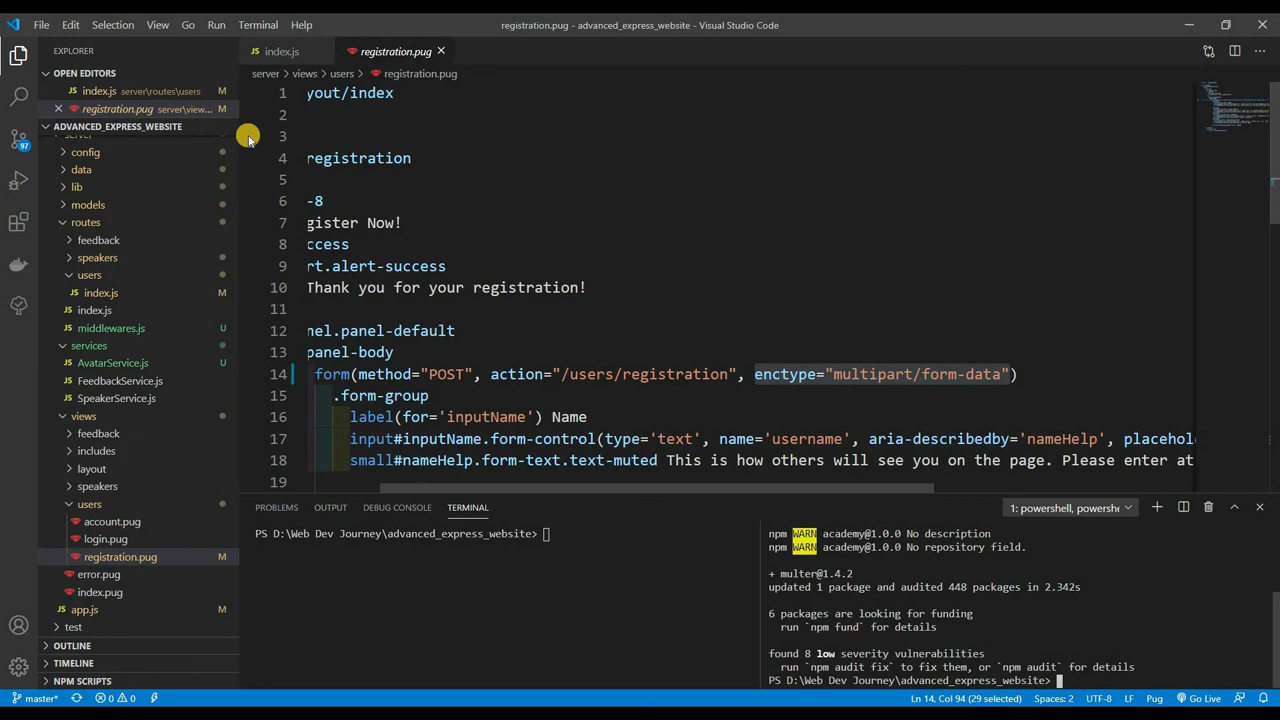 File Edit Selection View Go Run Terminal Help
registration.pug - advanced_express_website - Visual Studio Code
EXPLORER
OPEN EDITORS
index.js server\routes\users M
registration.pug server\view... M
ADVANCED_EXPRESS_WEBSITE
config
data
lib
models
routes
feedback
speakers
users
index.js M
index.js
middlewares.js U
services
AvatarService.js U
FeedbackService.js
SpeakerService.js
views
feedback
includes
layout
speakers
users
account.pug
login.pug
registration.pug M
error.pug
index.pug
app.js M
test
OUTLINE
TIMELINE
NPM SCRIPTS
97
index.js registration.pug
server > views > users > registration.pug
1 yout/index
2
3
4 registration
5
6 -8
7 gister Now!
8 ccess
9 rt.alert-success
10 Thank you for your registration!
11
12 nel.panel-default
13 panel-body
14 form(method="POST", action="/users/registration", enctype="multipart/form-data")
15 .form-group
16 label(for='inputName') Name
17 input#inputName.form-control(type='text', name='username', aria-describedby='nameHelp', placehol
18 small#nameHelp.form-text.text-muted This is how others will see you on the page. Please enter at
19
PROBLEMS OUTPUT DEBUG CONSOLE TERMINAL
1: powershell, powershe
PS D:\Web Dev Journey\advanced_express_website>
npm WARN academy@1.0.0 No description
npm WARN academy@1.0.0 No repository field.
+ multer@1.4.2
updated 1 package and audited 448 packages in 2.342s
6 packages are looking for funding
run `npm fund` for details
found 8 low severity vulnerabilities
run `npm audit fix` to fix them, or `npm audit` for details
PS D:\Web Dev Journey\advanced_express_website>
master* 0 0 Ln 14, Col 94 (29 selected) Spaces: 2 UTF-8 LF Pug Go Live